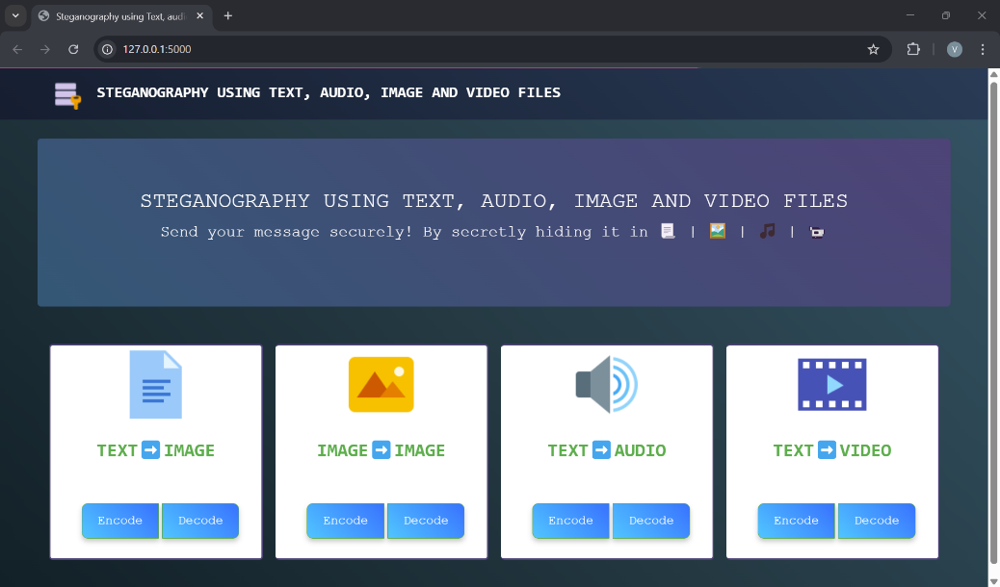 Steganography using Text, audi
127.0.0.1:5000
V
STEGANOGRAPHY USING TEXT, AUDIO, IMAGE AND VIDEO FILES
STEGANOGRAPHY USING TEXT, AUDIO, IMAGE AND VIDEO FILES
Send your message securely! By secretly hiding it in 📜 | 🖼️ | 🎵 | 📹
TEXT➡️IMAGE
IMAGE➡️IMAGE
TEXT➡️AUDIO
TEXT➡️VIDEO
Encode Decode
Encode Decode
Encode Decode
Encode Decode